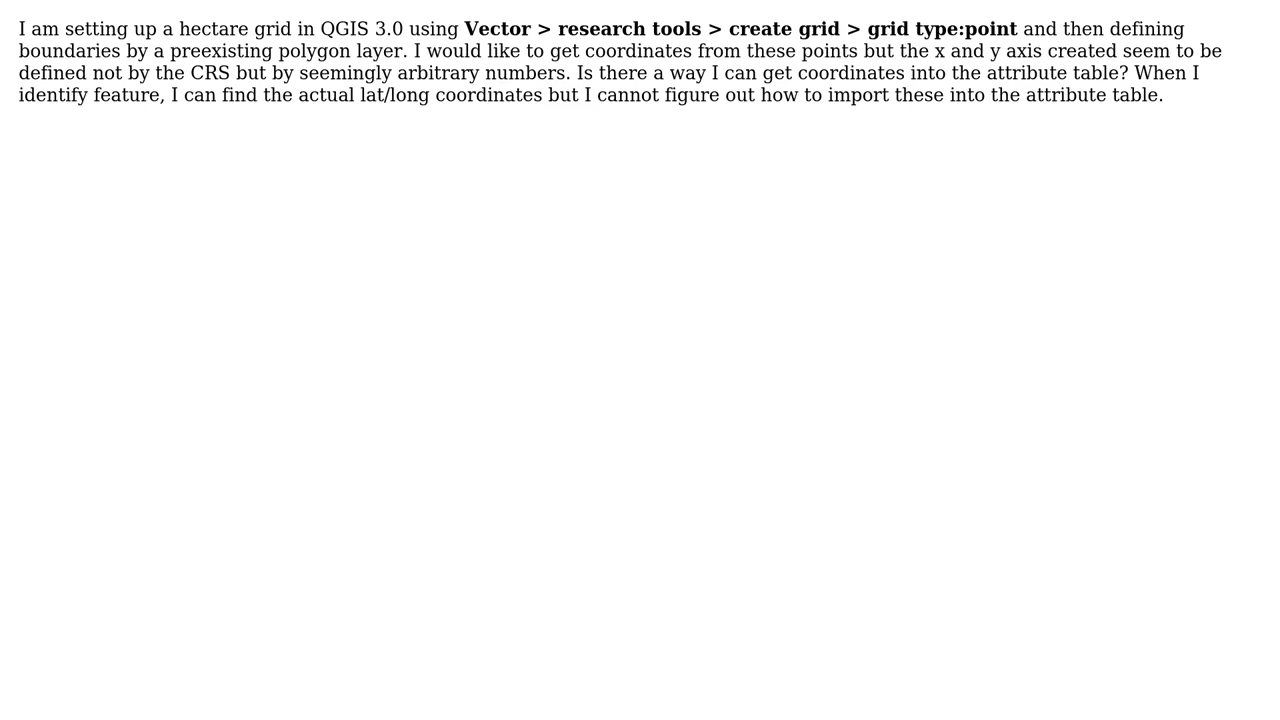 I am setting up a hectare grid in QGIS 3.0 using Vector > research tools > create grid > grid type:point and then defining
boundaries by a preexisting polygon layer. I would like to get coordinates from these points but the x and y axis created seem to be
defined not by the CRS but by seemingly arbitrary numbers. Is there a way I can get coordinates into the attribute table? When I
identify feature, I can find the actual lat/long coordinates but I cannot figure out how to import these into the attribute table.